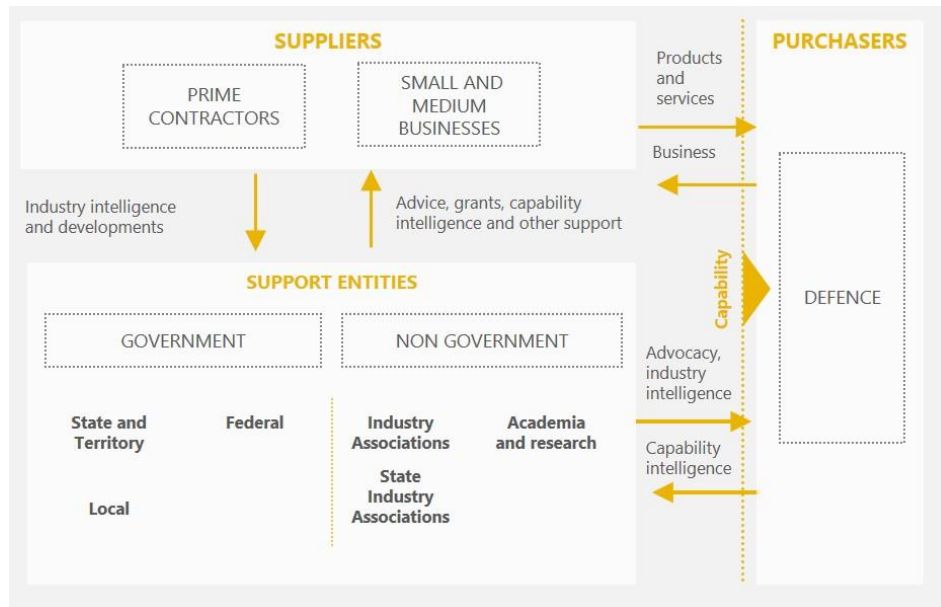 SUPPLIERS
PRIME
CONTRACTORS
SMALL AND
MEDIUM
BUSINESSES
Products
and
services
PURCHASERS
Business
Industry intelligence
and developments
Advice, grants, capability
intelligence and other support
Capability
DEFENCE
SUPPORT ENTITIES
GOVERNMENT
NON GOVERNMENT
Advocacy,
industry
intelligence
State and
Territory
Federal
Industry
Associations
Academia
and research
Capability
intelligence
Local
State
Industry
Associations